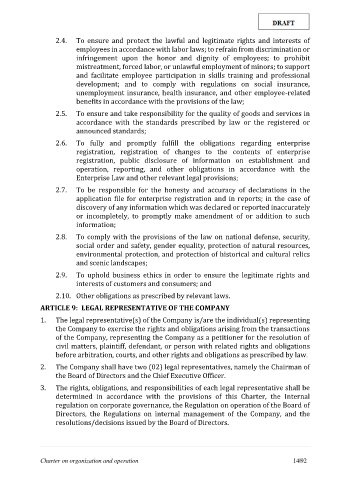 DRAFT
2.4. To ensure and protect the lawful and legitimate rights and interests of
employees in accordance with labor laws; to refrain from discrimination or
infringement upon the honor and dignity of employees; to prohibit
mistreatment, forced labor, or unlawful employment of minors; to support
and facilitate employee participation in skills training and professional
development; and to comply with regulations on social insurance,
unemployment insurance, health insurance, and other employee-related
benefits in accordance with the provisions of the law;
2.5. To ensure and take responsibility for the quality of goods and services in
accordance with the standards prescribed by law or the registered or
announced standards;
2.6. To fully and promptly fulfill the obligations regarding enterprise
registration, registration of changes to the contents of enterprise
registration, public disclosure of information on establishment and
operation, reporting, and other obligations in accordance with the
Enterprise Law and other relevant legal provisions;
2.7. To be responsible for the honesty and accuracy of declarations in the
application file for enterprise registration and in reports; in the case of
discovery of any information which was declared or reported inaccurately
or incompletely, to promptly make amendment of or addition to such
information;
2.8. To comply with the provisions of the law on national defense, security,
social order and safety, gender equality, protection of natural resources,
environmental protection, and protection of historical and cultural relics
and scenic landscapes;
2.9. To uphold business ethics in order to ensure the legitimate rights and
interests of customers and consumers; and
2.10. Other obligations as prescribed by relevant laws.
ARTICLE 9: LEGAL REPRESENTATIVE OF THE COMPANY
1. The legal representative(s) of the Company is/are the individual(s) representing
the Company to exercise the rights and obligations arising from the transactions
of the Company, representing the Company as a petitioner for the resolution of
civil matters, plaintiff, defendant, or person with related rights and obligations
before arbitration, courts, and other rights and obligations as prescribed by law.
2. The Company shall have two (02) legal representatives, namely the Chairman of
the Board of Directors and the Chief Executive Officer.
3. The rights, obligations, and responsibilities of each legal representative shall be
determined in accordance with the provisions of this Charter, the Internal
regulation on corporate governance, the Regulation on operation of the Board of
Directors, the Regulations on internal management of the Company, and the
resolutions/decisions issued by the Board of Directors.
Charter on organization and operation 14/92